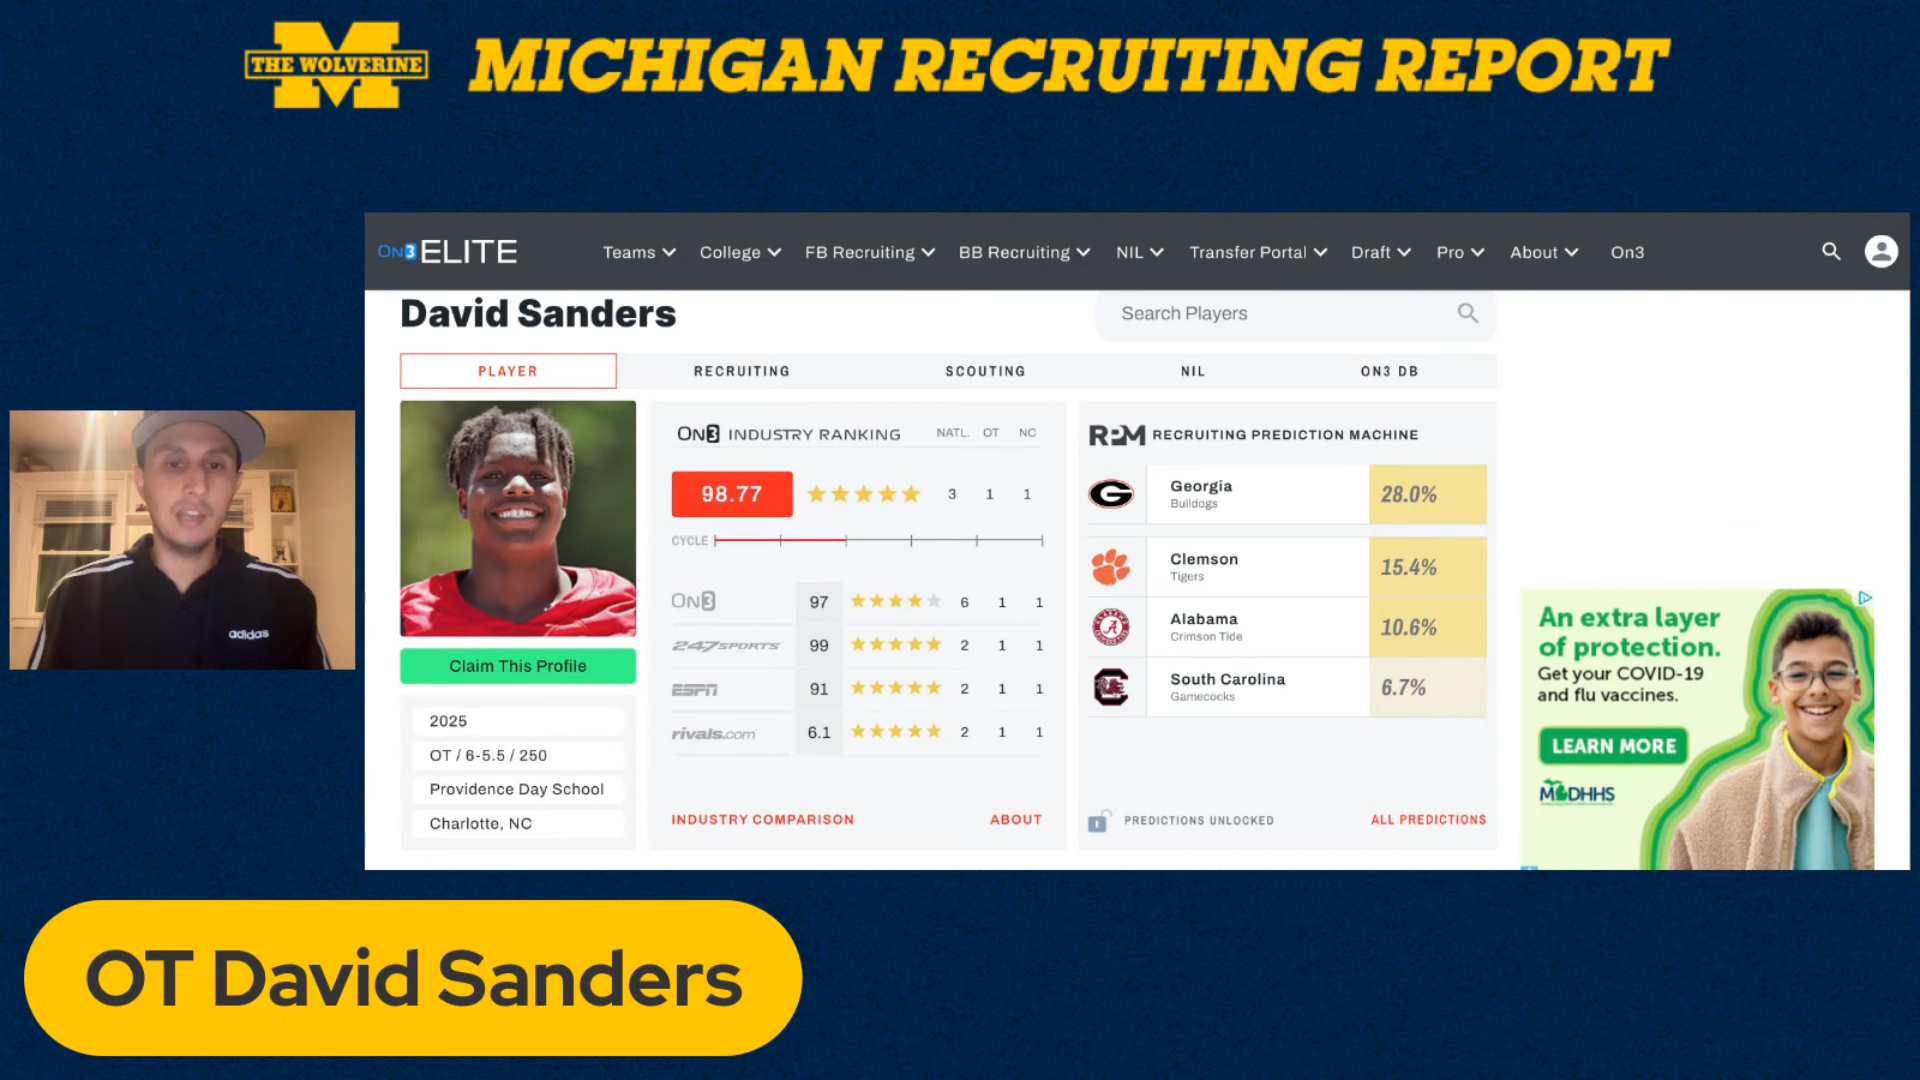 THE WOLVERINE
MICHIGAN RECRUITING REPORT
ON3 ELITE
Teams College FB Recruiting BB Recruiting NIL Transfer Portal Draft Pro About On3
David Sanders
Search Players
PLAYER RECRUITING SCOUTING NIL ON3 DB
ON3 INDUSTRY RANKING NATL. OT NC
98.77 3 1 1
CYCLE
ON3 97 6 1 1
247SPORTS 99 2 1 1
ESPN 91 2 1 1
rivals.com 6.1 2 1 1
INDUSTRY COMPARISON ABOUT
RPM RECRUITING PREDICTION MACHINE
Georgia
Bulldogs
28.0%
Clemson
Tigers
15.4%
Alabama
Crimson Tide
10.6%
South Carolina
Gamecocks
6.7%
PREDICTIONS UNLOCKED ALL PREDICTIONS
Claim This Profile
2025
OT / 6-5.5 / 250
Providence Day School
Charlotte, NC
adidas
An extra layer
of protection.
Get your COVID-19
and flu vaccines.
LEARN MORE
MDHHS
OT David Sanders